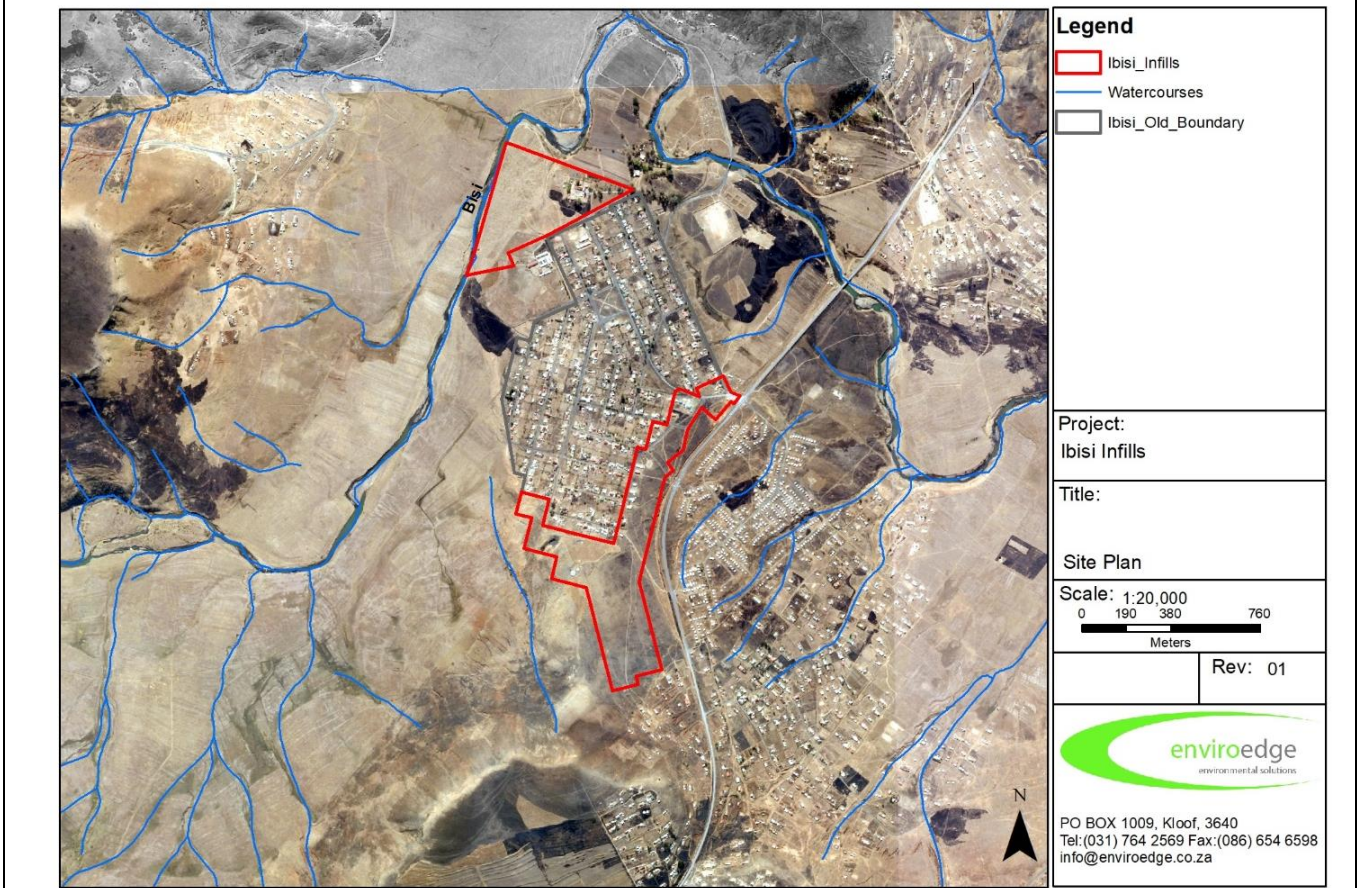 Bisi
Legend
Ibisi_Infills
Watercourses
Ibisi_Old_Boundary
Project:
Ibisi Infills
Title:
Site Plan
Scale: 1:20,000
0 190 380 760
Meters
Rev: 01
enviroedge
environmental solutions
N
PO BOX 1009, Kloof, 3640
Tel:(031) 764 2569 Fax:(086) 654 6598
info@enviroedge.co.za